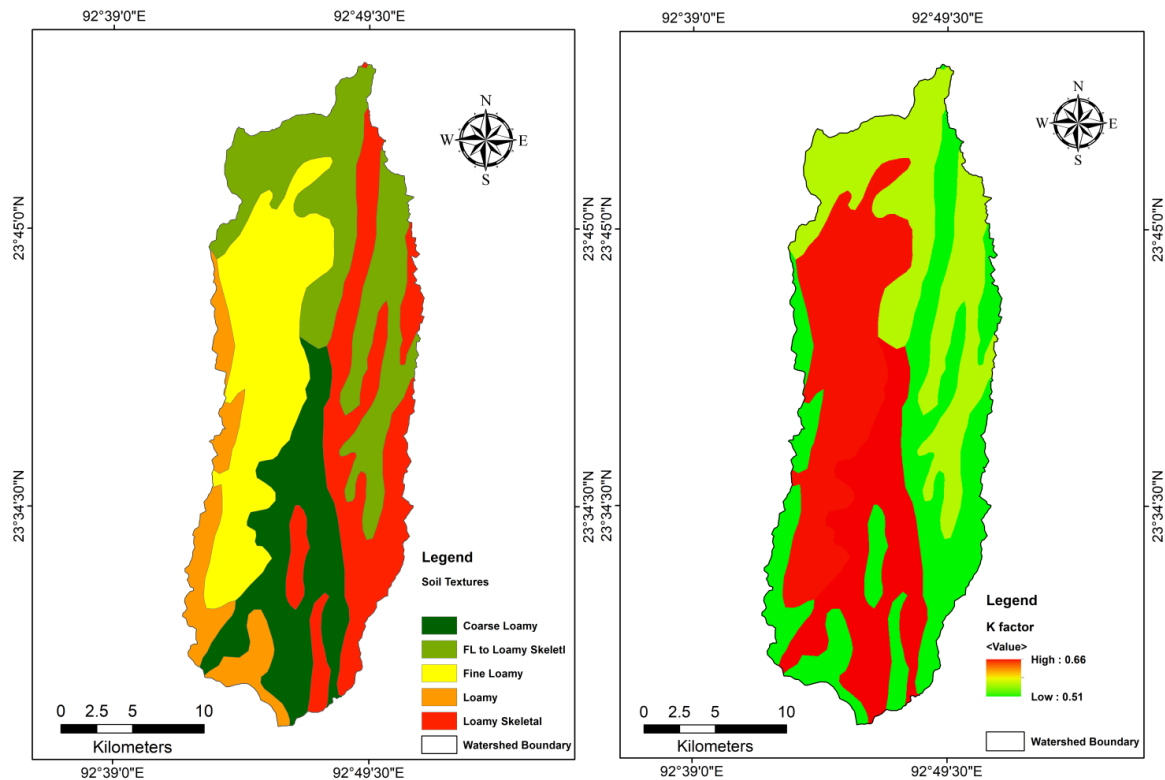 92°39'0"E
92°49'30"E
N
W
E
S
23°45'0"N
23°34'30"N
Legend
Soil Textures
Coarse Loamy
FL to Loamy Skeletl
Fine Loamy
Loamy
Loamy Skeletal
Watershed Boundary
0 2.5 5 10
Kilometers
92°39'0"E
92°49'30"E
92°39'0"E
92°49'30"E
N
W
E
S
23°45'0"N
23°45'0"N
23°34'30"N
23°34'30"N
Legend
K factor
<Value>
High : 0.66
Low : 0.51
Watershed Boundary
0 2.5 5 10
Kilometers
92°39'0"E
92°49'30"E